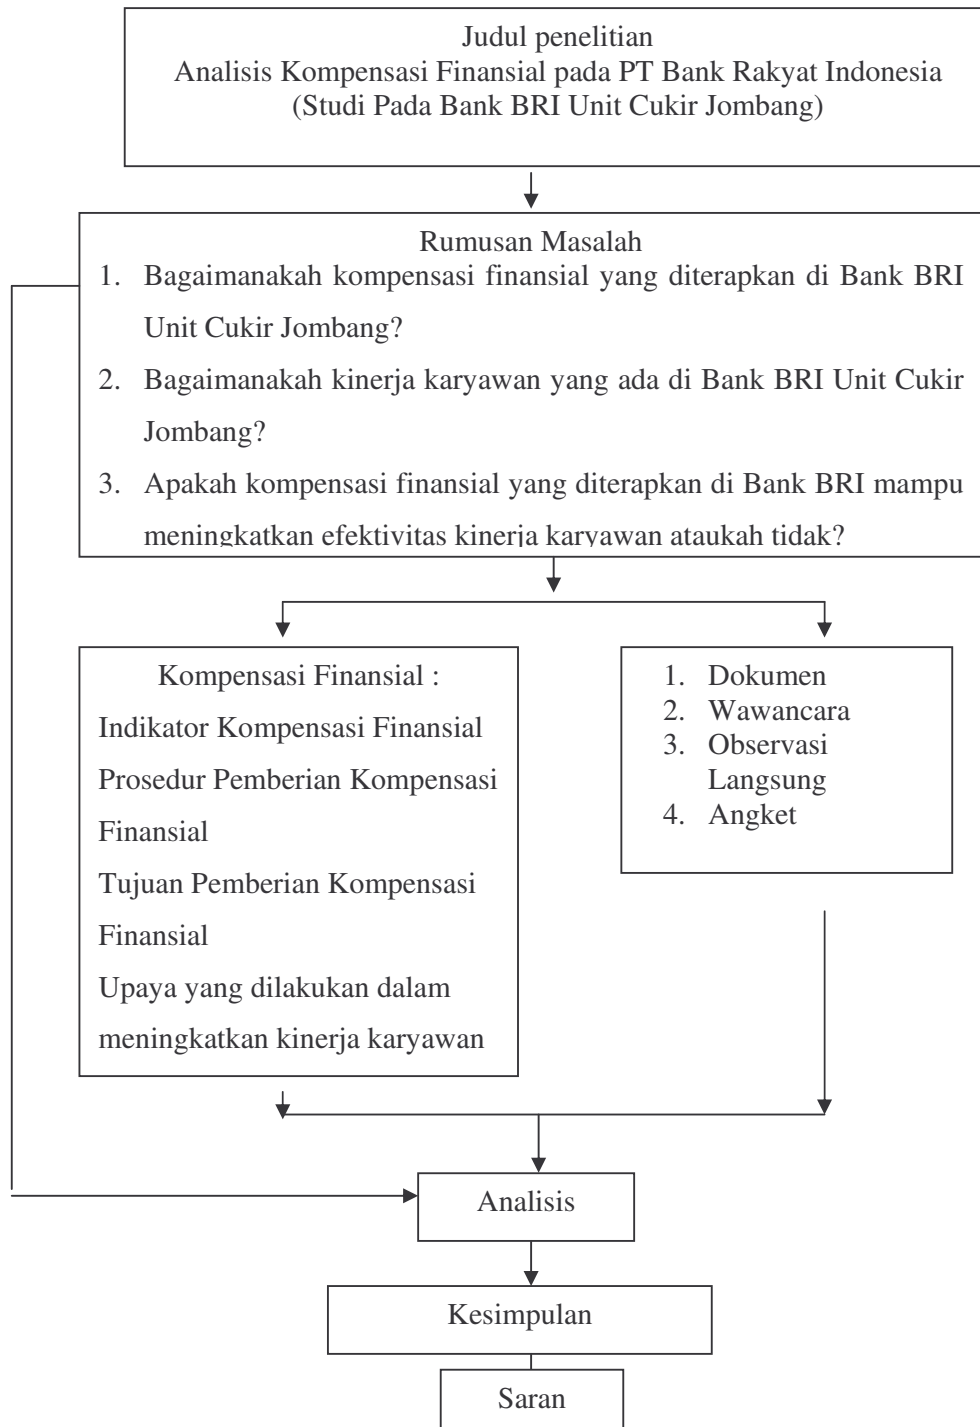 Judul penelitian
Analisis Kompensasi Finansial pada PT Bank Rakyat Indonesia
(Studi Pada Bank BRI Unit Cukir Jombang)
Rumusan Masalah
1. Bagaimanakah kompensasi finansial yang diterapkan di Bank BRI
Unit Cukir Jombang?
2. Bagaimanakah kinerja karyawan yang ada di Bank BRI Unit Cukir
Jombang?
3. Apakah kompensasi finansial yang diterapkan di Bank BRI mampu
meningkatkan efektivitas kinerja karyawan ataukah tidak?
Kompensasi Finansial :
Indikator Kompensasi Finansial
Prosedur Pemberian Kompensasi
Finansial
Tujuan Pemberian Kompensasi
Finansial
Upaya yang dilakukan dalam
meningkatkan kinerja karyawan
1. Dokumen
2. Wawancara
3. Observasi
Langsung
4. Angket
Analisis
Kesimpulan
Saran